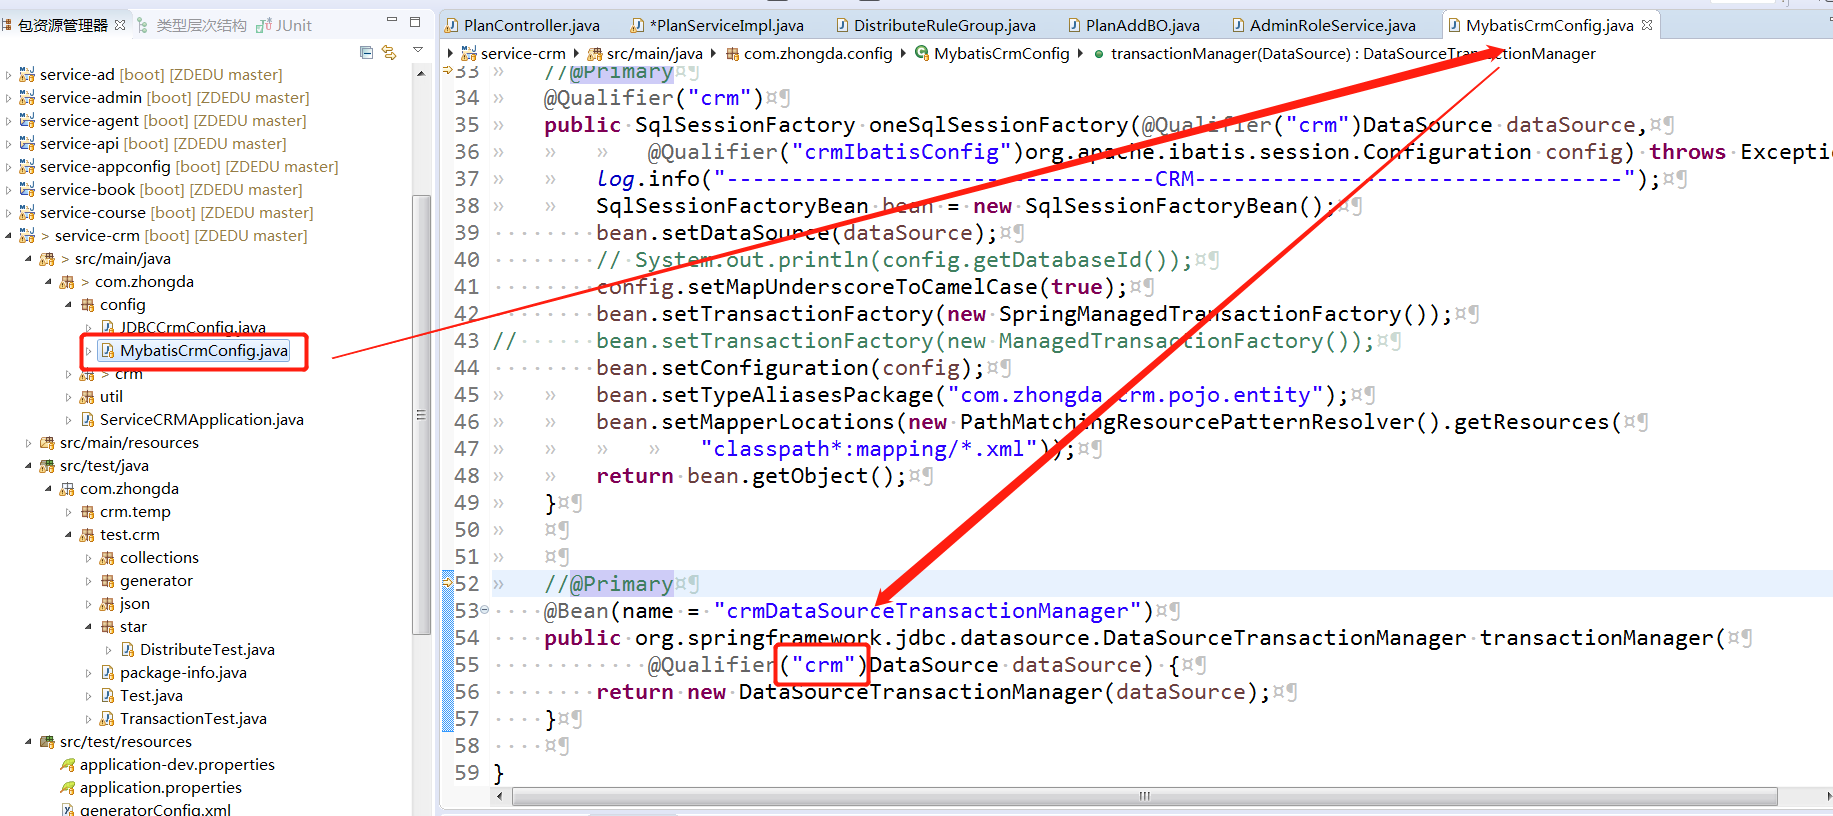 包资源管理器 类型层次结构 JUnit
service-ad [boot] [ZDEDU master]
service-admin [boot] [ZDEDU master]
service-agent [boot] [ZDEDU master]
service-api [boot] [ZDEDU master]
service-appconfig [boot] [ZDEDU master]
service-book [boot] [ZDEDU master]
service-course [boot] [ZDEDU master]
> service-crm [boot] [ZDEDU master]
> src/main/java
> com.zhongda
config
JDBCCrmConfig.java
MybatisCrmConfig.java
> crm
util
ServiceCRMApplication.java
src/main/resources
src/test/java
com.zhongda
crm.temp
test.crm
collections
generator
json
star
DistributeTest.java
package-info.java
Test.java
TransactionTest.java
src/test/resources
application-dev.properties
application.properties
generatorConfig.xml
PlanController.java *PlanServiceImpl.java DistributeRuleGroup.java PlanAddBO.java AdminRoleService.java MybatisCrmConfig.java
service-crm src/main/java com.zhongda.config MybatisCrmConfig transactionManager(DataSource) : DataSourceTransactionManager
33 //@Primary
34 @Qualifier("crm")
35 public SqlSessionFactory oneSqlSessionFactory(@Qualifier("crm")DataSource dataSource,
36 @Qualifier("crmIbatisConfig")org.apache.ibatis.session.Configuration config) throws Excepti
37 log.info("---------------------------------CRM---------------------------------");
38 SqlSessionFactoryBean bean = new SqlSessionFactoryBean();
39 bean.setDataSource(dataSource);
40 // System.out.println(config.getDatabaseId());
41 config.setMapUnderscoreToCamelCase(true);
42 bean.setTransactionFactory(new SpringManagedTransactionFactory());
43 // bean.setTransactionFactory(new ManagedTransactionFactory());
44 bean.setConfiguration(config);
45 bean.setTypeAliasesPackage("com.zhongda.crm.pojo.entity");
46 bean.setMapperLocations(new PathMatchingResourcePatternResolver().getResources(
47 "classpath*:mapping/*.xml"));
48 return bean.getObject();
49 }
50
51
52 //@Primary
53 @Bean(name = "crmDataSourceTransactionManager")
54 public org.springframework.jdbc.datasource.DataSourceTransactionManager transactionManager(
55 @Qualifier("crm")DataSource dataSource) {
56 return new DataSourceTransactionManager(dataSource);
57 }
58
59 }